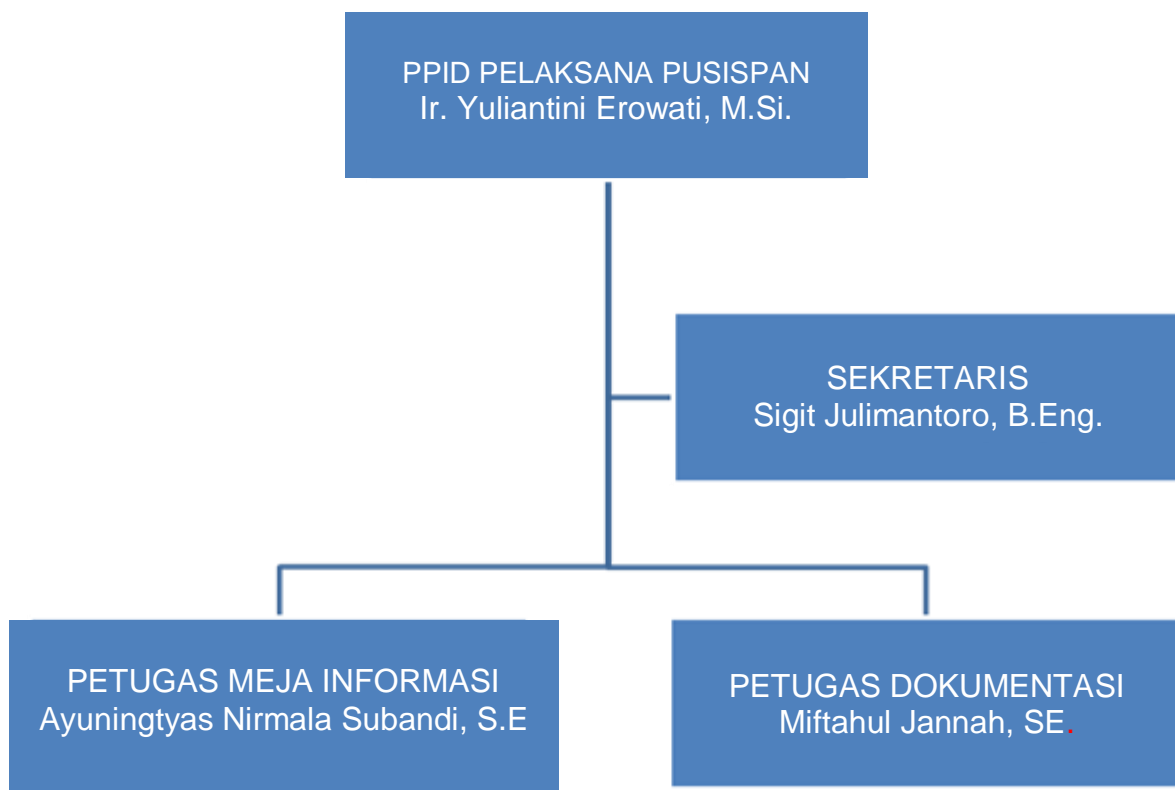 PPID PELAKSANA PUSISPAN
Ir. Yuliantini Erowati, M.Si.
SEKRETARIS
Sigit Julimantoro, B.Eng.
PETUGAS MEJA INFORMASI
Ayuningtyas Nirmala Subandi, S.E
PETUGAS DOKUMENTASI
Miftahul Jannah, SE.